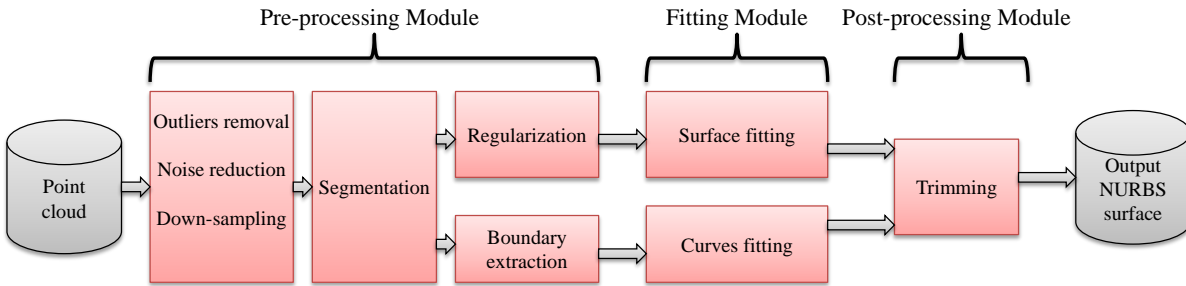 Pre-processing Module
Fitting Module
Post-processing Module
Point
cloud
Outliers removal
Noise reduction
Down-sampling
Segmentation
Regularization
Boundary
extraction
Surface fitting
Curves fitting
Trimming
Output
NURBS
surface